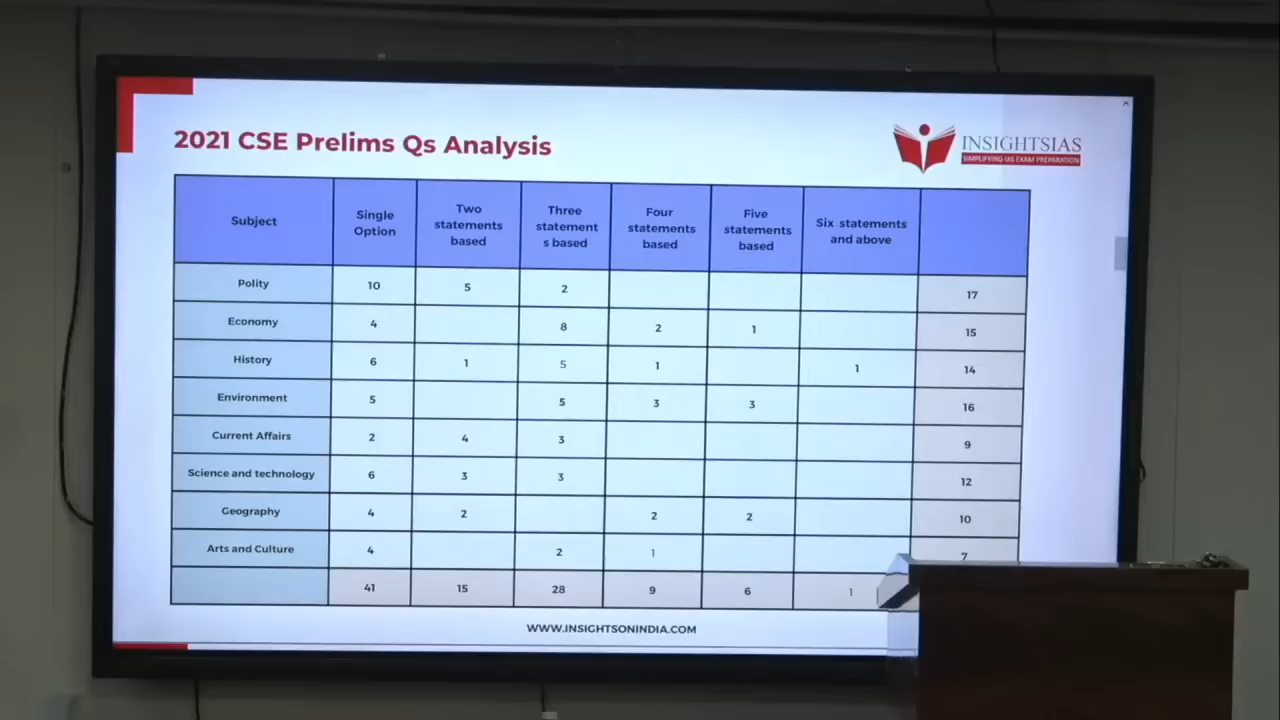 2021 CSE Prelims Qs Analysis
INSIGHTSIAS
SIMPLIFYING IAS EXAM PREPARATION
Subject Single Option Two statements based Three statement s based Four statements based Five statements based Six statements and above
Polity 10 5 2 17
Economy 4 8 2 1 15
History 6 1 5 1 1 14
Environment 5 5 3 3 16
Current Affairs 2 4 3 9
Science and technology 6 3 3 12
Geography 4 2 2 2 10
Arts and Culture 4 2 1 7
41 15 28 9 6 1
WWW.INSIGHTSONINDIA.COM